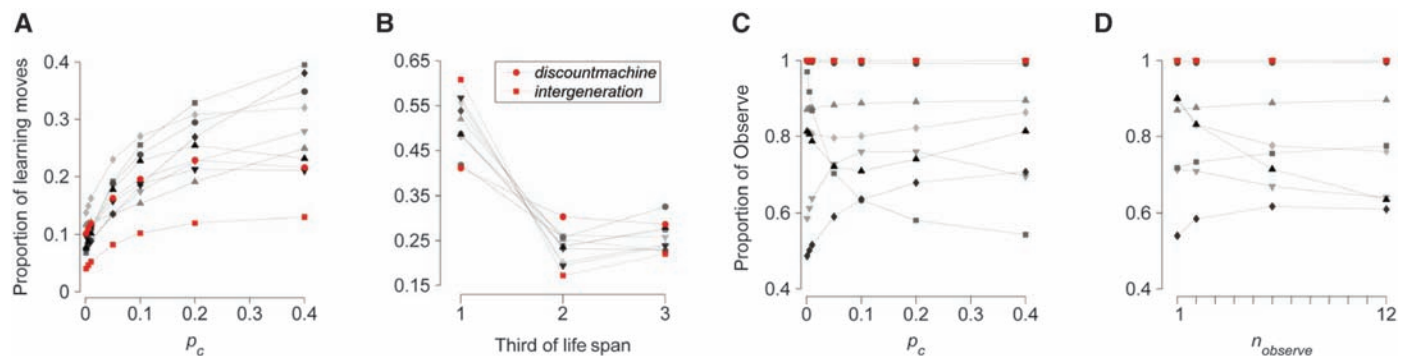 A
Proportion of learning moves
0.4
0.3
0.2
0.1
0
0 0.1 0.2 0.3 0.4
p_c
B
0.65
0.55
0.45
0.35
0.25
0.15
discountmachine
intergeneration
1 2 3
Third of life span
C
Proportion of Observe
1
0.8
0.6
0.4
0 0.1 0.2 0.3 0.4
p_c
D
1
0.8
0.6
0.4
1 12
n_observe